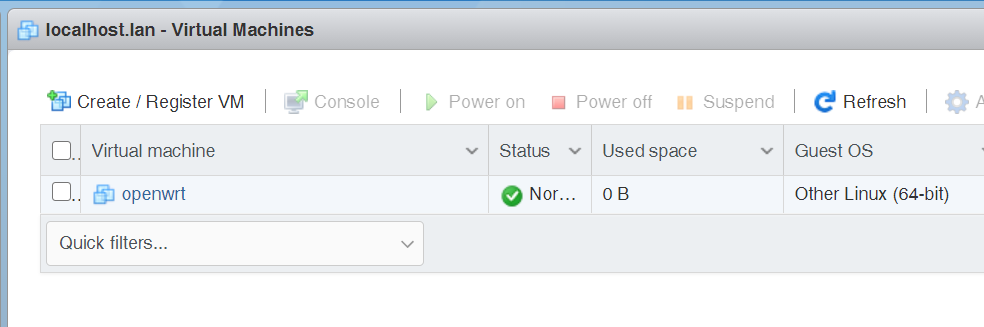 localhost.lan - Virtual Machines
Create / Register VM Console Power on Power off Suspend Refresh A
Virtual machine Status Used space Guest OS
openwrt Nor... 0 B Other Linux (64-bit)
Quick filters...